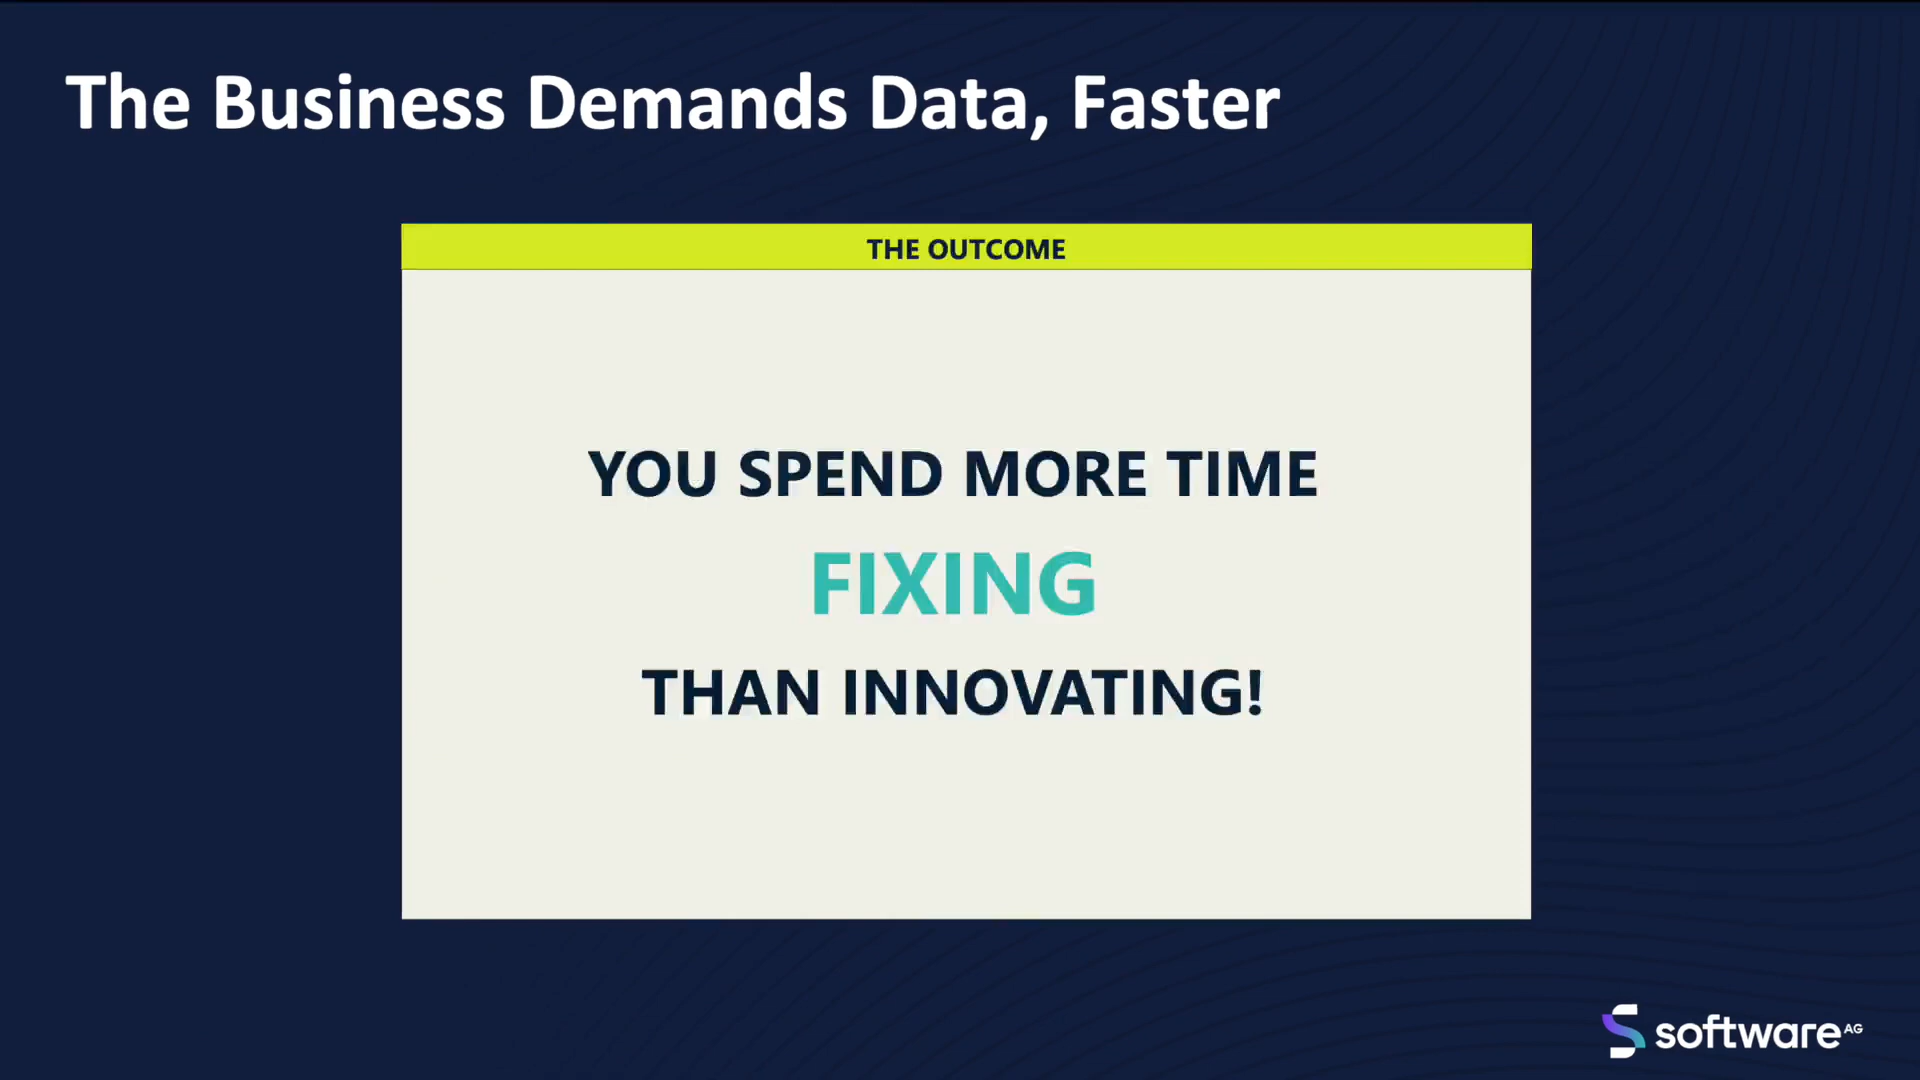 The Business Demands Data, Faster
THE OUTCOME
YOU SPEND MORE TIME
FIXING
THAN INNOVATING!
software AG